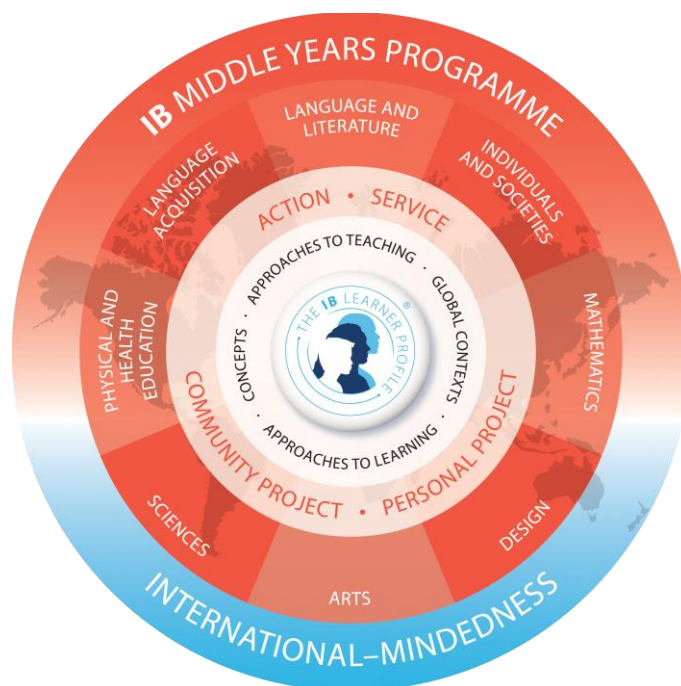 IB MIDDLE YEARS PROGRAMME
LANGUAGE AND
LITERATURE
INDIVIDUALS
AND SOCIETIES
MATHEMATICS
DESIGN
ARTS
SCIENCES
PHYSICAL AND
HEALTH
EDUCATION
LANGUAGE
ACQUISITION
ACTION • SERVICE
COMMUNITY PROJECT • PERSONAL PROJECT
APPROACHES TO TEACHING • GLOBAL CONTEXTS
CONCEPTS • APPROACHES TO LEARNING •
THE IB LEARNER PROFILE ®
INTERNATIONAL–MINDEDNESS